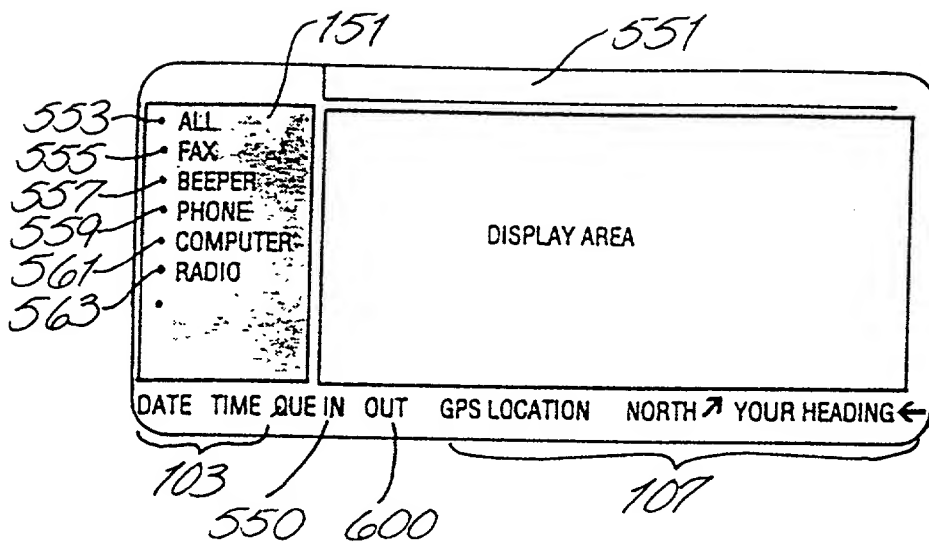 151
551
553 • ALL
555 • FAX
557 • BEEPER
559 • PHONE
561 • COMPUTER
563 • RADIO
•
DISPLAY AREA
DATE TIME QUE IN OUT GPS LOCATION NORTH ↗ YOUR HEADING ←
103
550
600
107